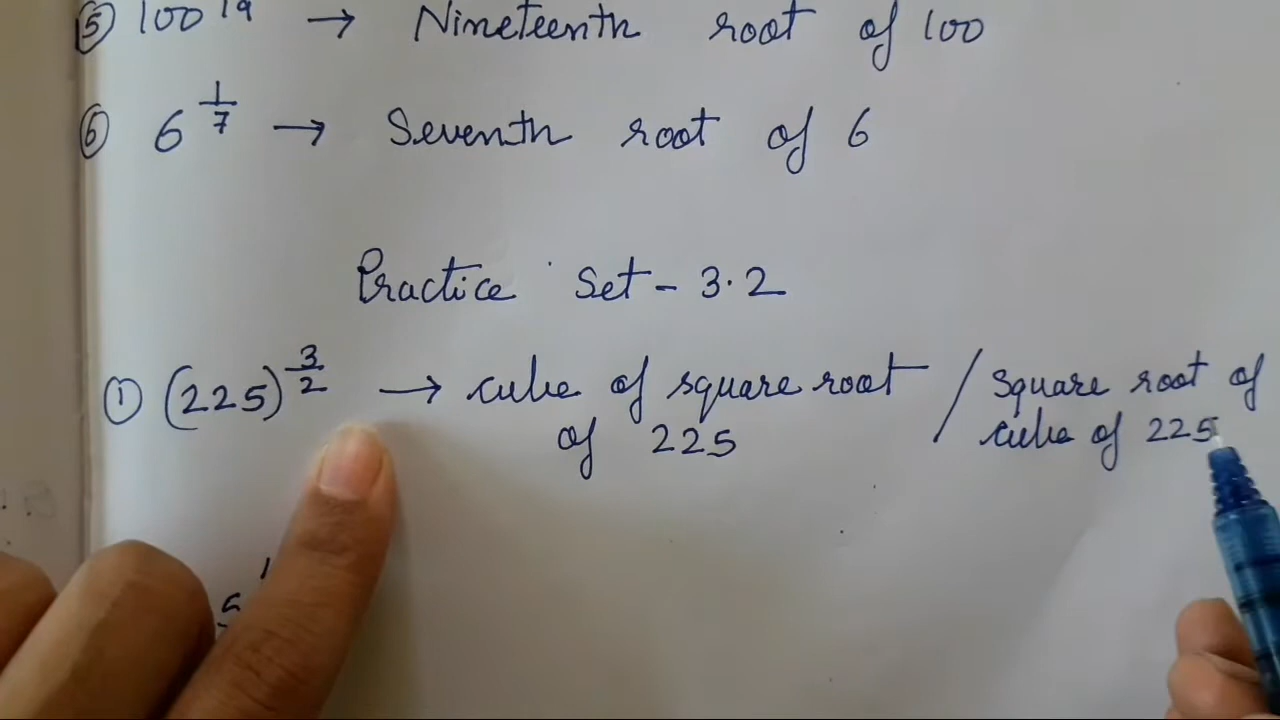 ⑤ 100 19 → Nineteenth root of 100
⑥ 6^(1/7) → Seventh root of 6
Practice Set - 3.2
① (225)^(3/2) → cube of square root / Square root of
of 225 cube of 225
5